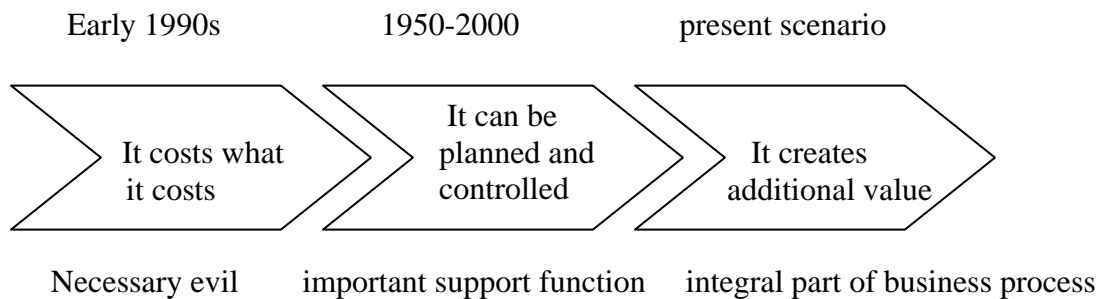 Early 1990s 1950-2000 present scenario
It costs what
it costs
It can be
planned and
controlled
It creates
additional value
Necessary evil important support function integral part of business process